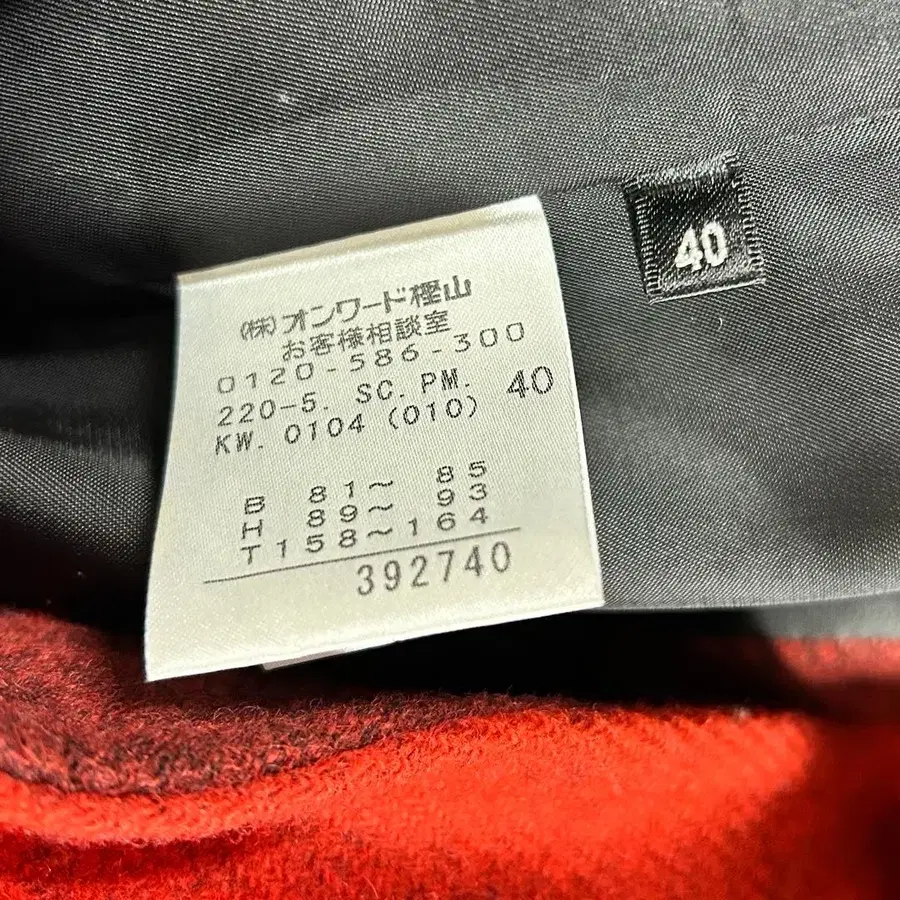 40
(株)オンワード樫山
お客様相談室
0120-586-300
220-5. SC. PM. 40
KW. 0104 (010)
B 81~ 85
H 89~ 93
T158~164
392740